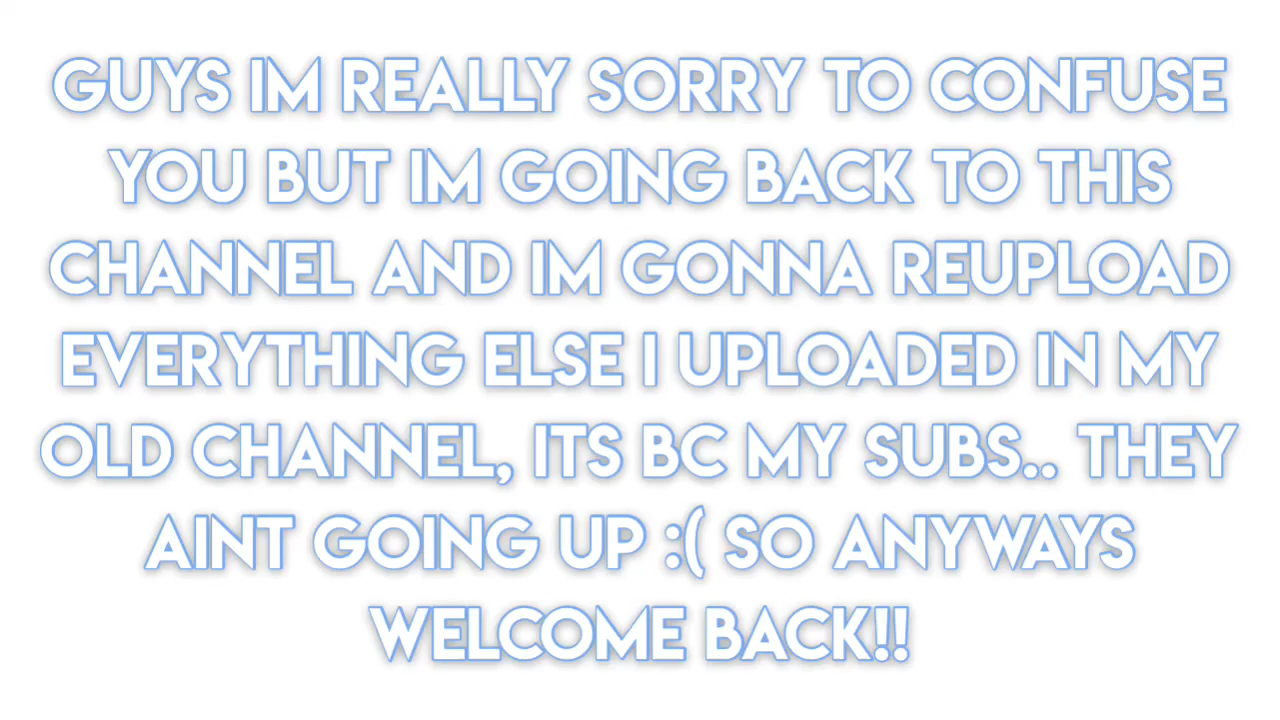 GUYS IM REALLY SORRY TO CONFUSE
YOU BUT IM GOING BACK TO THIS
CHANNEL AND IM GONNA REUPLOAD
EVERYTHING ELSE I UPLOADED IN MY
OLD CHANNEL, ITS BC MY SUBS.. THEY
AINT GOING UP :( SO ANYWAYS
WELCOME BACK!!